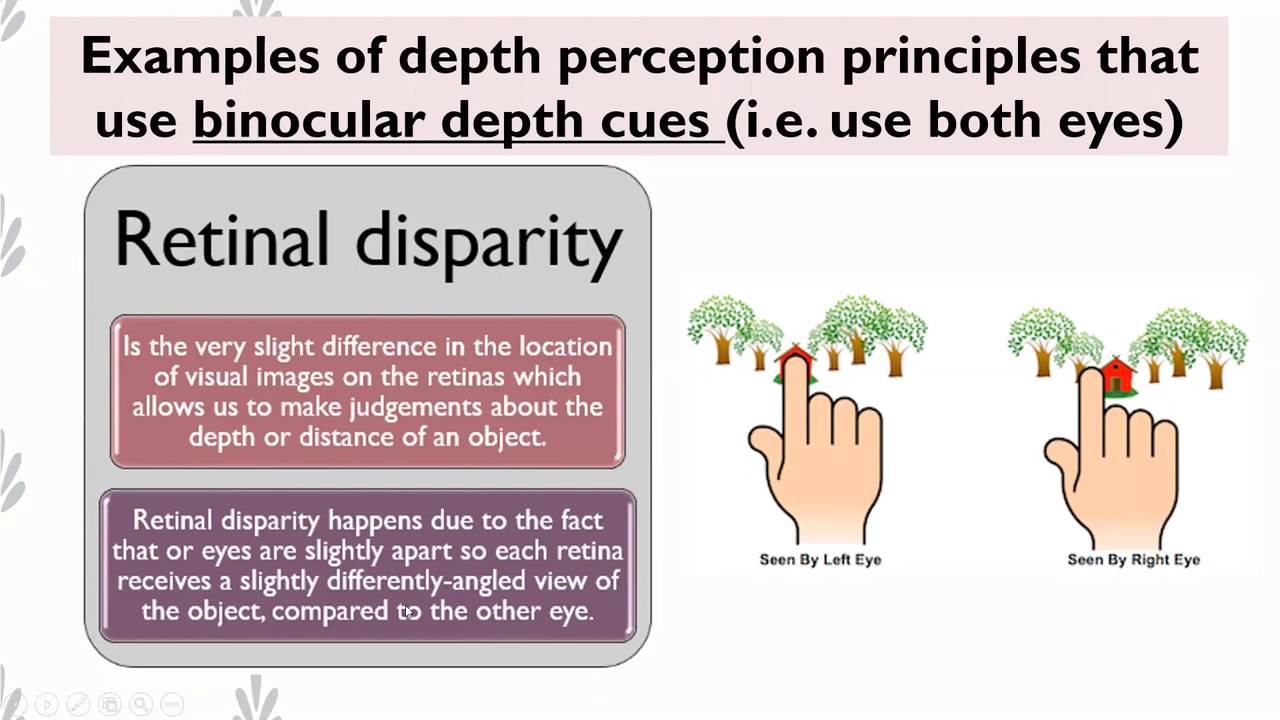 Examples of depth perception principles that
use binocular depth cues (i.e. use both eyes)
Retinal disparity
Is the very slight difference in the location
of visual images on the retinas which
allows us to make judgements about the
depth or distance of an object.
Retinal disparity happens due to the fact
that or eyes are slightly apart so each retina
receives a slightly differently-angled view of
the object, compared to the other eye.
Seen By Left Eye
Seen By Right Eye